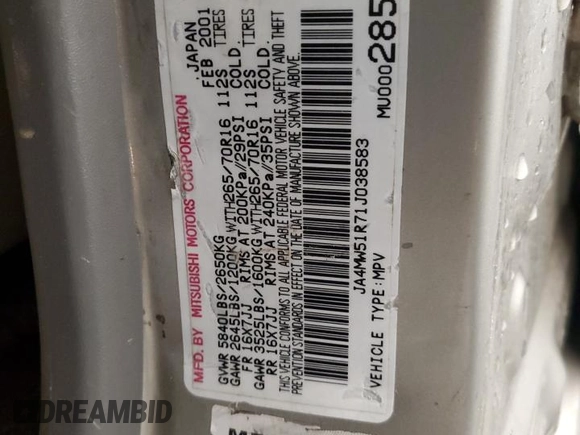 MFD. BY MITSUBISHI MOTORS CORPORATION
JAPAN
FEB 2001
GVWR 5840LBS/2650KG
GAWR 2645LBS/1200KG WITH265/70R16 112S TIRES
FR 16X7JJ RIMS AT 200KPa/29PSI COLD.
GAWR 3525LBS/1600KG WITH265/70R16 112S TIRES
RR 16X7JJ RIMS AT 240KPa/35PSI COLD.
THIS VEHICLE CONFORMS TO ALL APPLICABLE FEDERAL MOTOR VEHICLE SAFETY AND THEFT
PREVENTION STANDARDS IN EFFECT ON THE DATE OF MANUFACTURE SHOWN ABOVE.
JA4MW51R71J038583
VEHICLE TYPE:MPV
MU000285
DREAMBID